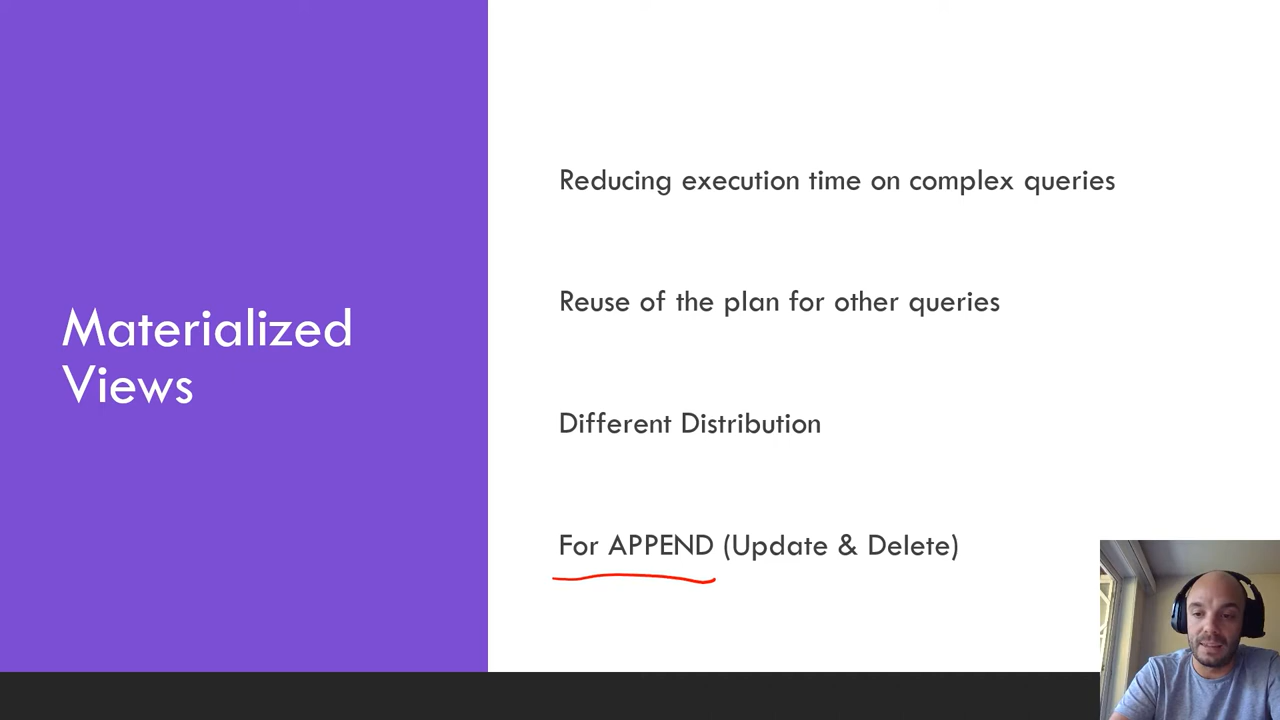 Materialized
Views
Reducing execution time on complex queries
Reuse of the plan for other queries
Different Distribution
For APPEND (Update & Delete)